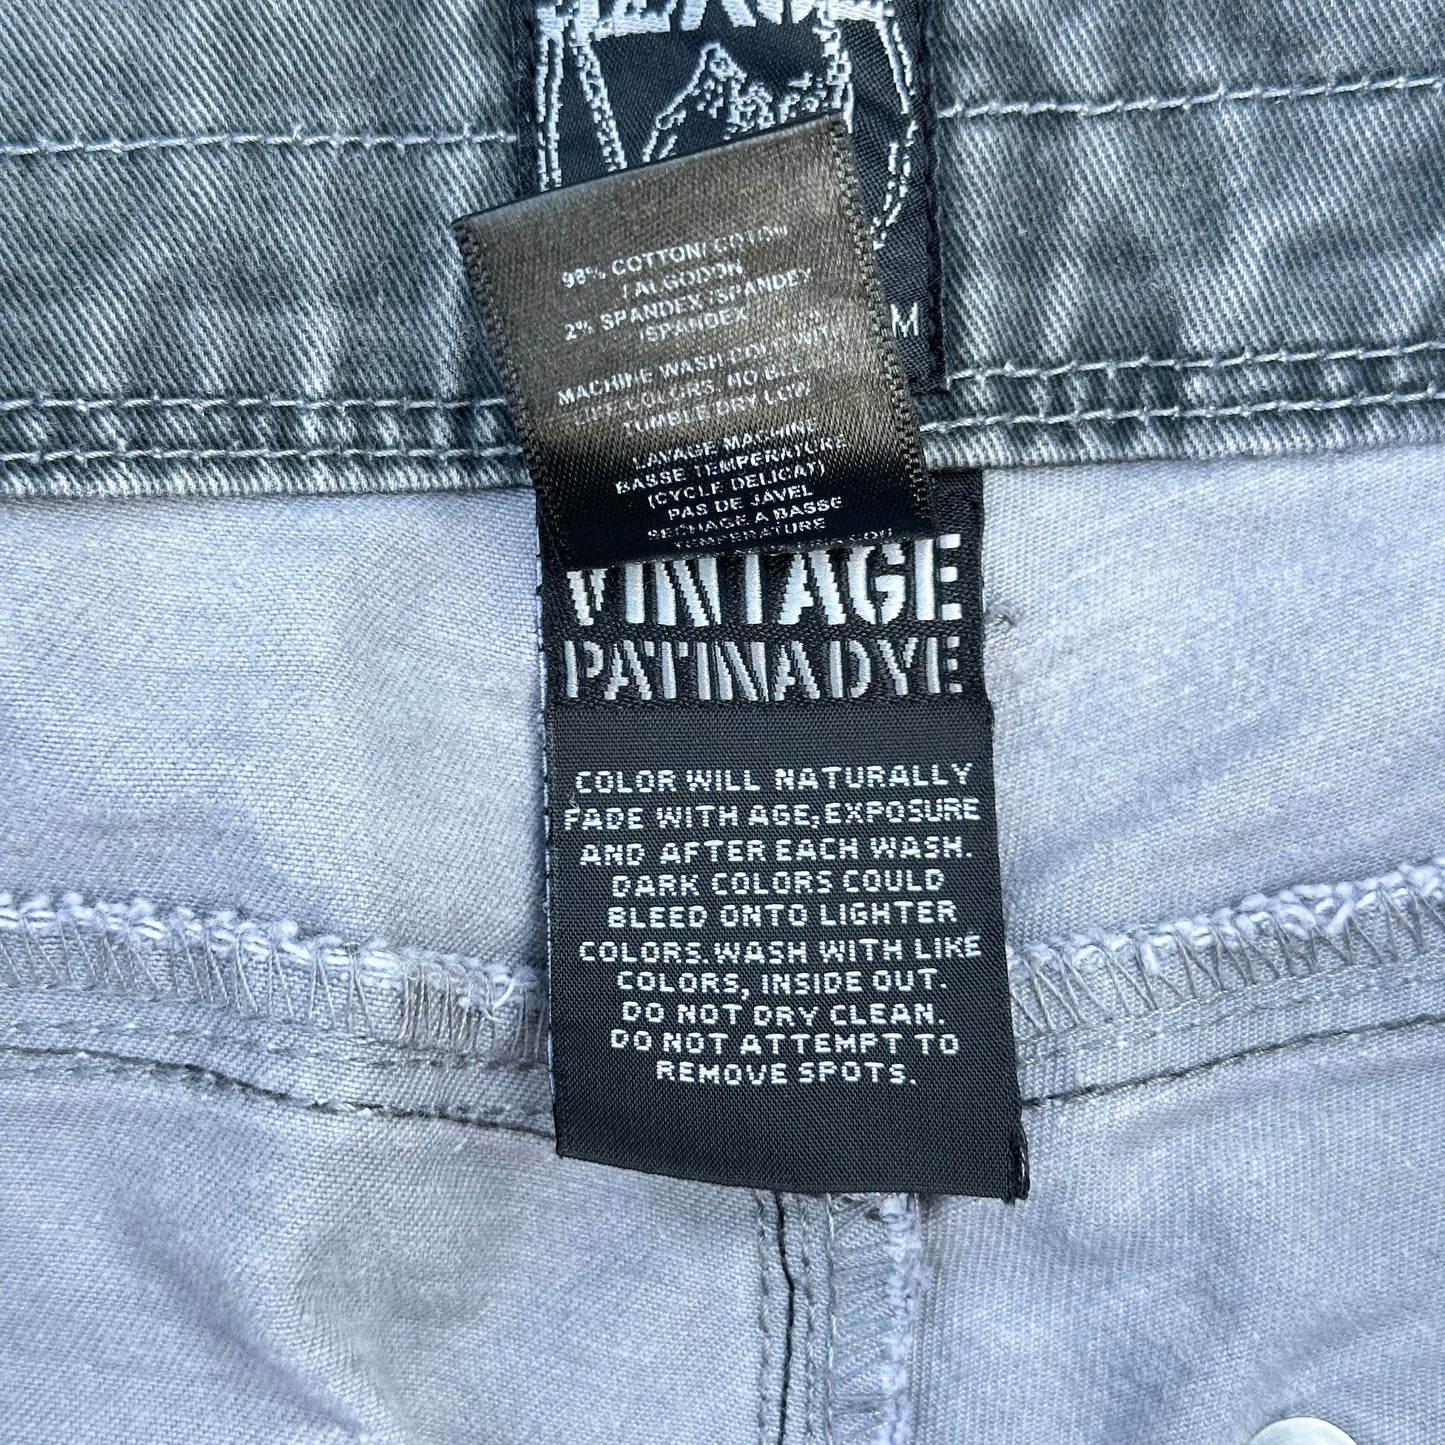 M
98% COTTON/ COTON
/ALGODON
2% SPANDEX/SPANDEX
/SPANDEX
MACHINE WASH COLD WITH
LIKE COLORS. NO BLEACH
TUMBLE DRY LOW
LAVAGE MACHINE
BASSE TEMPERATURE
(CYCLE DELICAT)
PAS DE JAVEL
SECHAGE A BASSE
TEMPERATURE
VINTAGE
PATINA DYE
COLOR WILL NATURALLY
FADE WITH AGE, EXPOSURE
AND AFTER EACH WASH.
DARK COLORS COULD
BLEED ONTO LIGHTER
COLORS. WASH WITH LIKE
COLORS, INSIDE OUT.
DO NOT DRY CLEAN.
DO NOT ATTEMPT TO
REMOVE SPOTS.